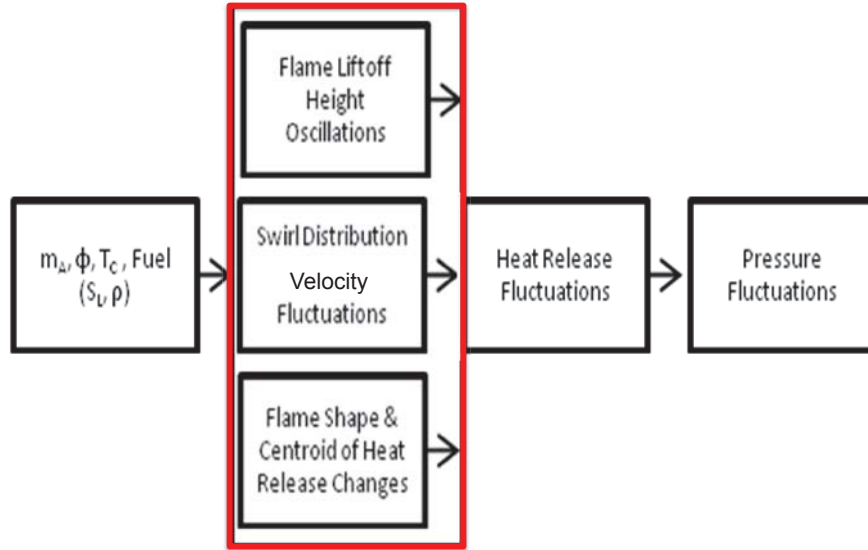 Flame Liftoff
Height
Oscillations
m_A, ϕ, T_C, Fuel
(S_L, ρ)
Swirl Distribution
Velocity
Fluctuations
Heat Release
Fluctuations
Pressure
Fluctuations
Flame Shape &
Centroid of Heat
Release Changes